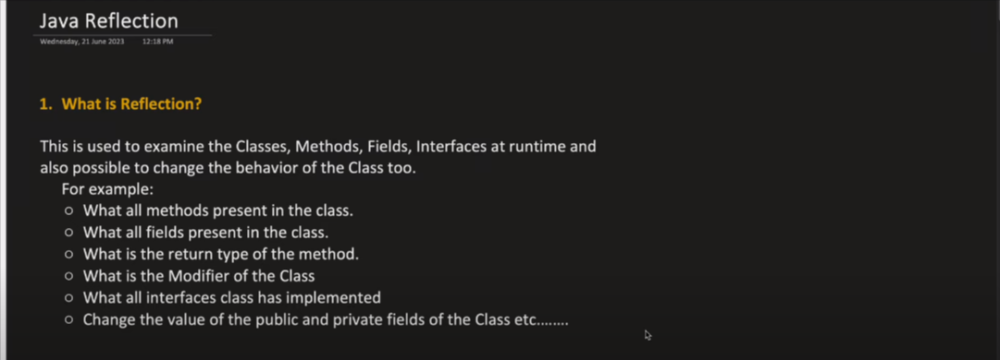 Java Reflection
Wednesday, 21 June 2023 12:18 PM
1. What is Reflection?
This is used to examine the Classes, Methods, Fields, Interfaces at runtime and
also possible to change the behavior of the Class too.
For example:
○ What all methods present in the class.
○ What all fields present in the class.
○ What is the return type of the method.
○ What is the Modifier of the Class
○ What all interfaces class has implemented
○ Change the value of the public and private fields of the Class etc........